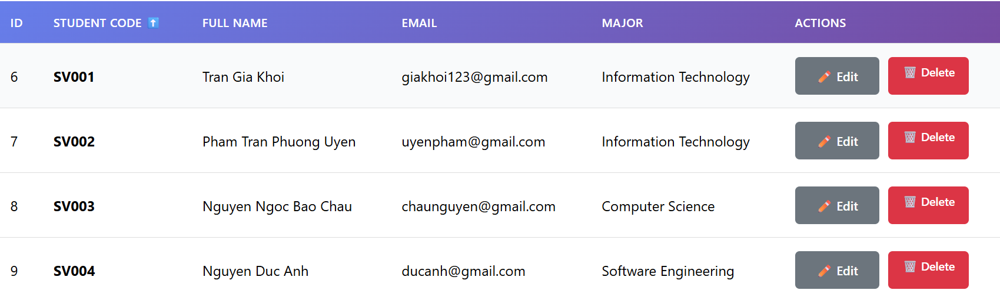 ID STUDENT CODE ⬆️ FULL NAME EMAIL MAJOR ACTIONS
6 SV001 Tran Gia Khoi giakhoi123@gmail.com Information Technology ✏️ Edit 🗑️ Delete
7 SV002 Pham Tran Phuong Uyen uyenpham@gmail.com Information Technology ✏️ Edit 🗑️ Delete
8 SV003 Nguyen Ngoc Bao Chau chaunguyen@gmail.com Computer Science ✏️ Edit 🗑️ Delete
9 SV004 Nguyen Duc Anh ducanh@gmail.com Software Engineering ✏️ Edit 🗑️ Delete